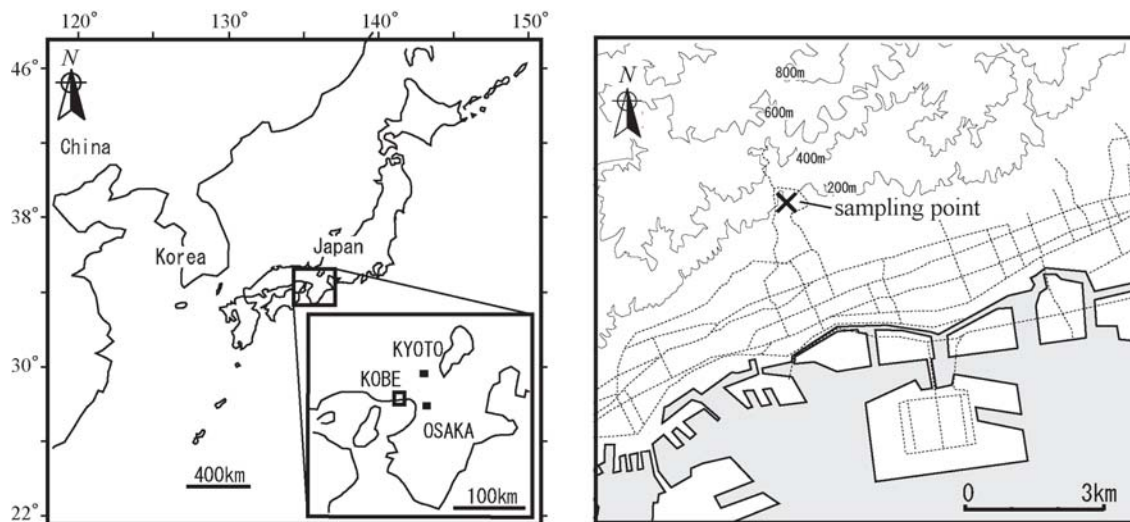 120° 130° 135° 140° 150°
46°
N
China
38°
Japan
Korea
30°
KYOTO
KOBE
OSAKA
400km
100km
22°
N
800m
600m
400m
200m
sampling point
0 3km